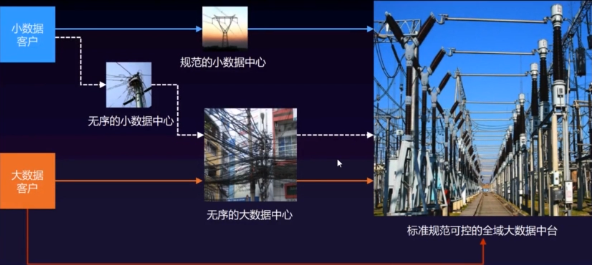 小数据
客户
规范的小数据中心
无序的小数据中心
大数据
客户
无序的大数据中心
标准规范可控的全域大数据中台